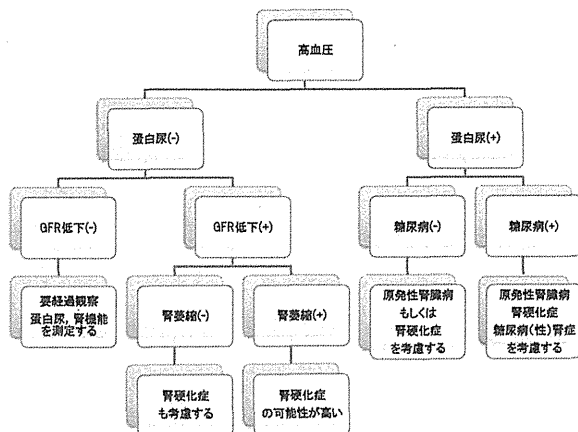 高血圧
蛋白尿(-)
蛋白尿(+)
GFR低下(-)
GFR低下(+)
糖尿病(-)
糖尿病(+)
要経過観察
蛋白尿,腎機能
を測定する
腎萎縮(-)
腎萎縮(+)
原発性腎臓病
もしくは
腎硬化症
を考慮する
原発性腎臓病
腎硬化症
糖尿病(性)腎症
を考慮する
腎硬化症
も考慮する
腎硬化症
の可能性が高い